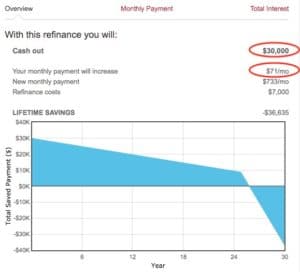 Overview Monthly Payment Total Interest
With this refinance you will:
Cash out $30,000
Your monthly payment will increase $71/mo
New monthly payment $733/mo
Refinance costs $7,000
LIFETIME SAVINGS -$36,635
$40K
$30K
$20K
$10K
$0K
-$10K
-$20K
-$30K
-$40K
Total Saved Payment ($)
6 12 18 24 30
Year